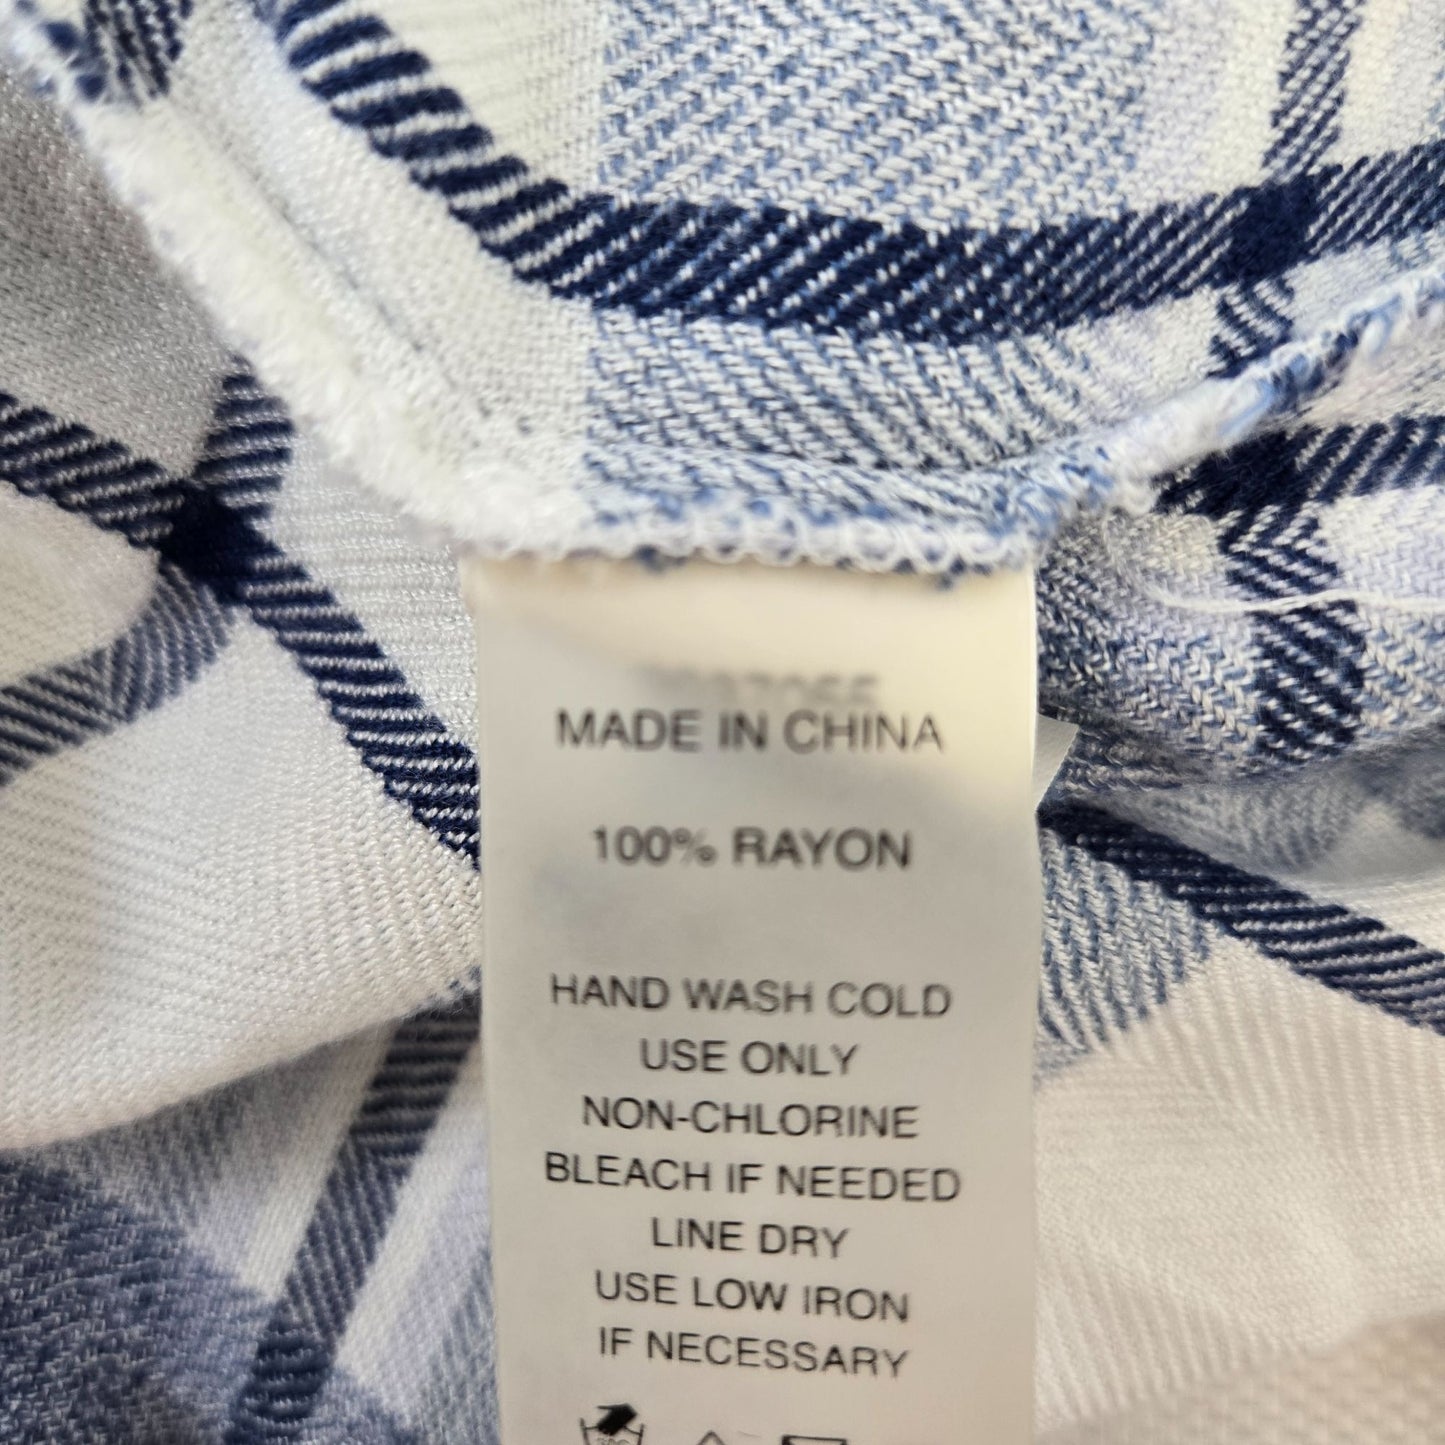 MADE IN CHINA
100% RAYON
HAND WASH COLD
USE ONLY
NON-CHLORINE
BLEACH IF NEEDED
LINE DRY
USE LOW IRON
IF NECESSARY